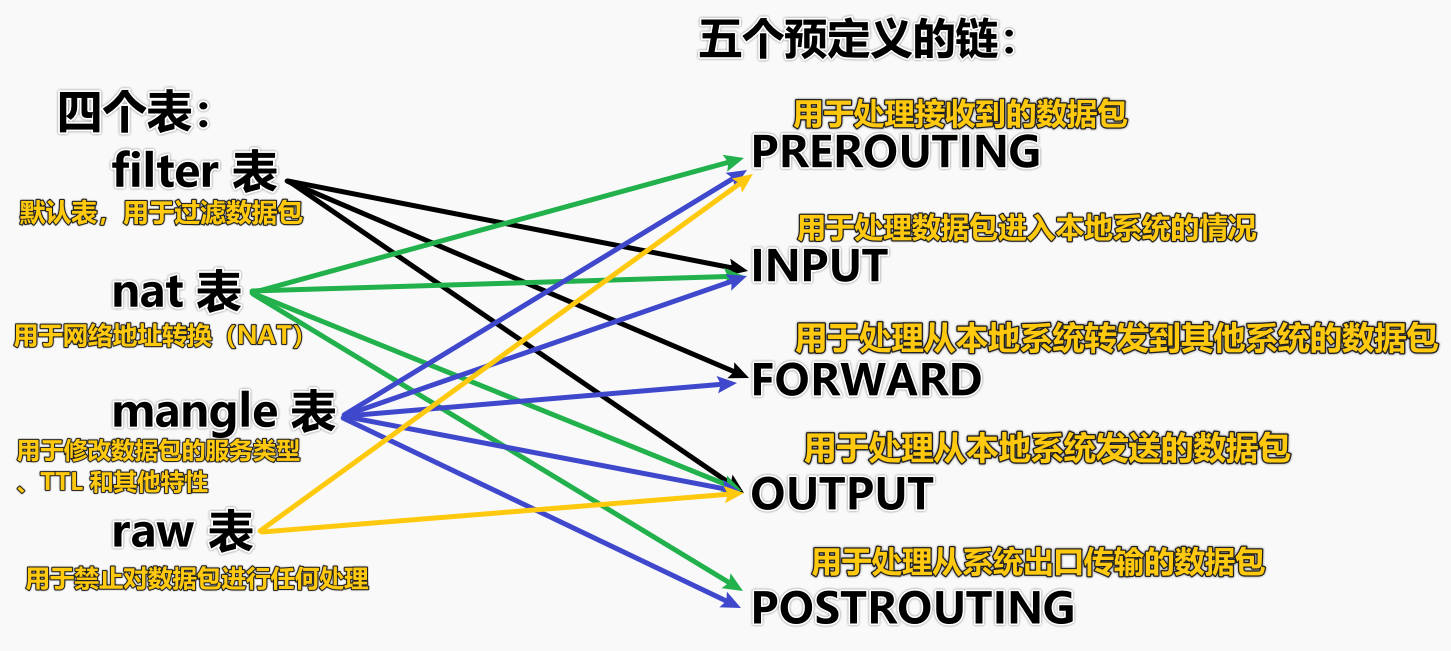 四个表：
filter 表
默认表，用于过滤数据包
nat 表
用于网络地址转换（NAT）
mangle 表
用于修改数据包的服务类型
、TTL 和其他特性
raw 表
用于禁止对数据包进行任何处理
五个预定义的链：
用于处理接收到的数据包
PREROUTING
用于处理数据包进入本地系统的情况
INPUT
用于处理从本地系统转发到其他系统的数据包
FORWARD
用于处理从本地系统发送的数据包
OUTPUT
用于处理从系统出口传输的数据包
POSTROUTING